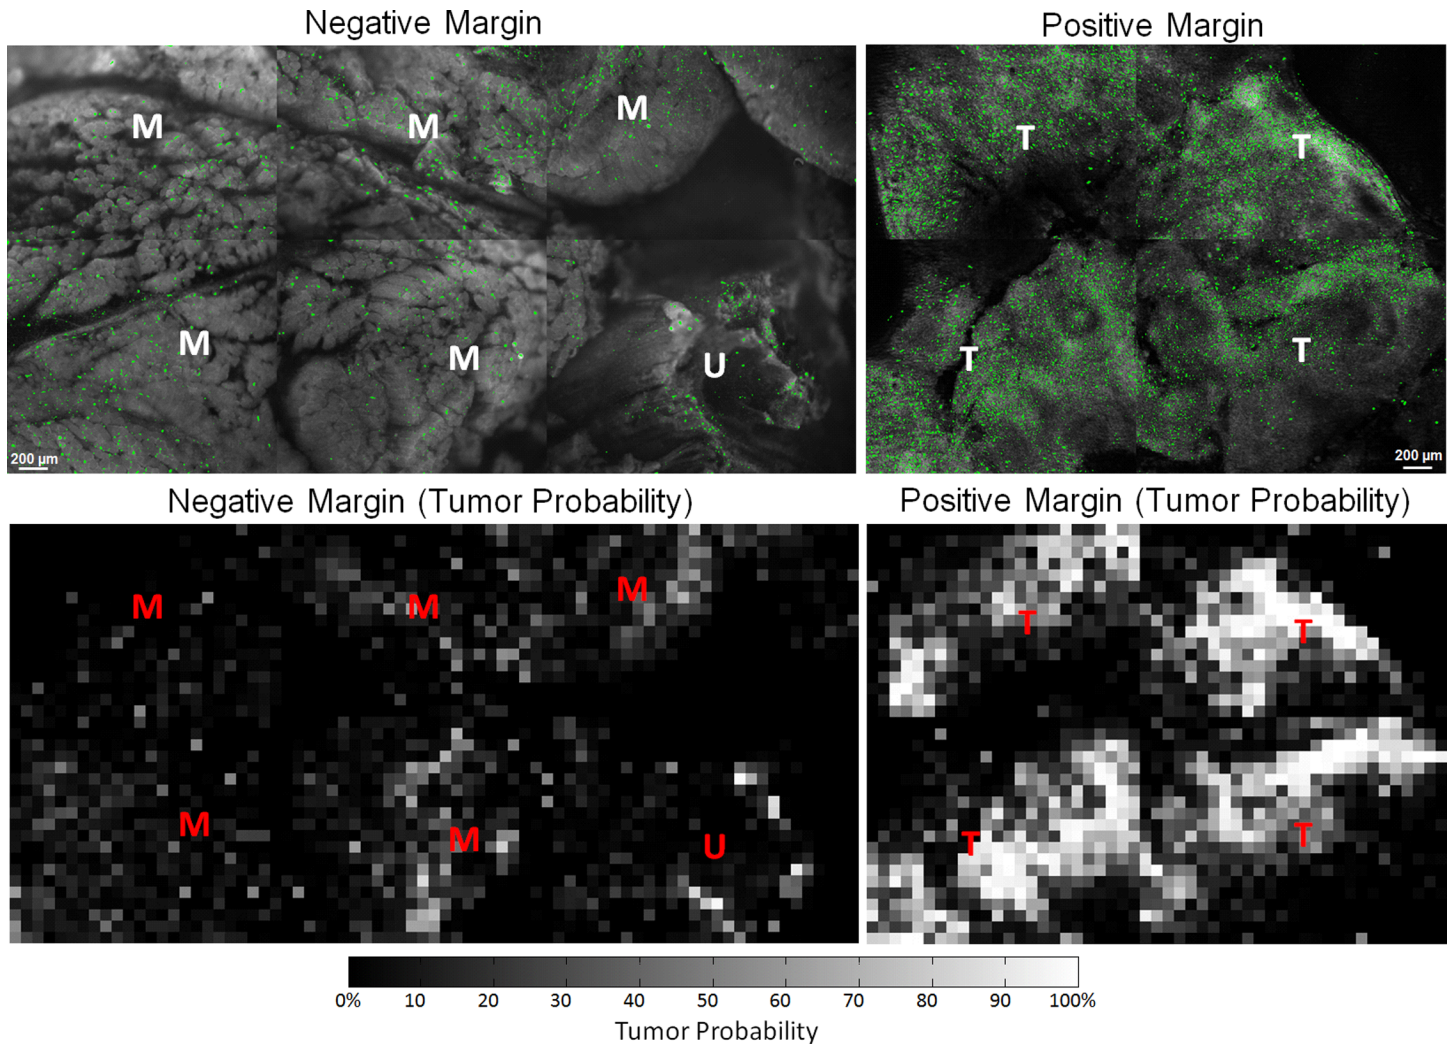 Negative Margin
Positive Margin
M
M
M
T
T
M
M
U
T
T
200 µm
200 µm
Negative Margin (Tumor Probability)
Positive Margin (Tumor Probability)
M
M
M
T
T
M
M
U
T
T
0% 10 20 30 40 50 60 70 80 90 100%
Tumor Probability